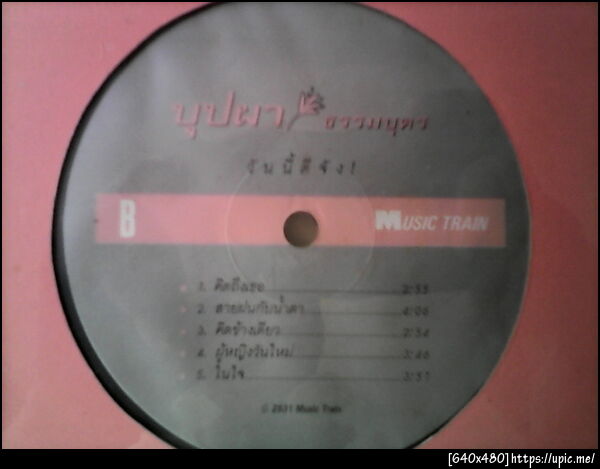 บุปผา ธรรมบุตร
วันนี้ดีจัง!
B MUSIC TRAIN
1. คิดถึงเธอ 3:55
2. สายฝนกับน้ำตา 4:06
3. คิดข้างเดียว 2:54
4. ผู้หญิงวันใหม่ 3:46
5. ในใจ 3:57
© 2531 Music Train
[640x480]https://upic.me/